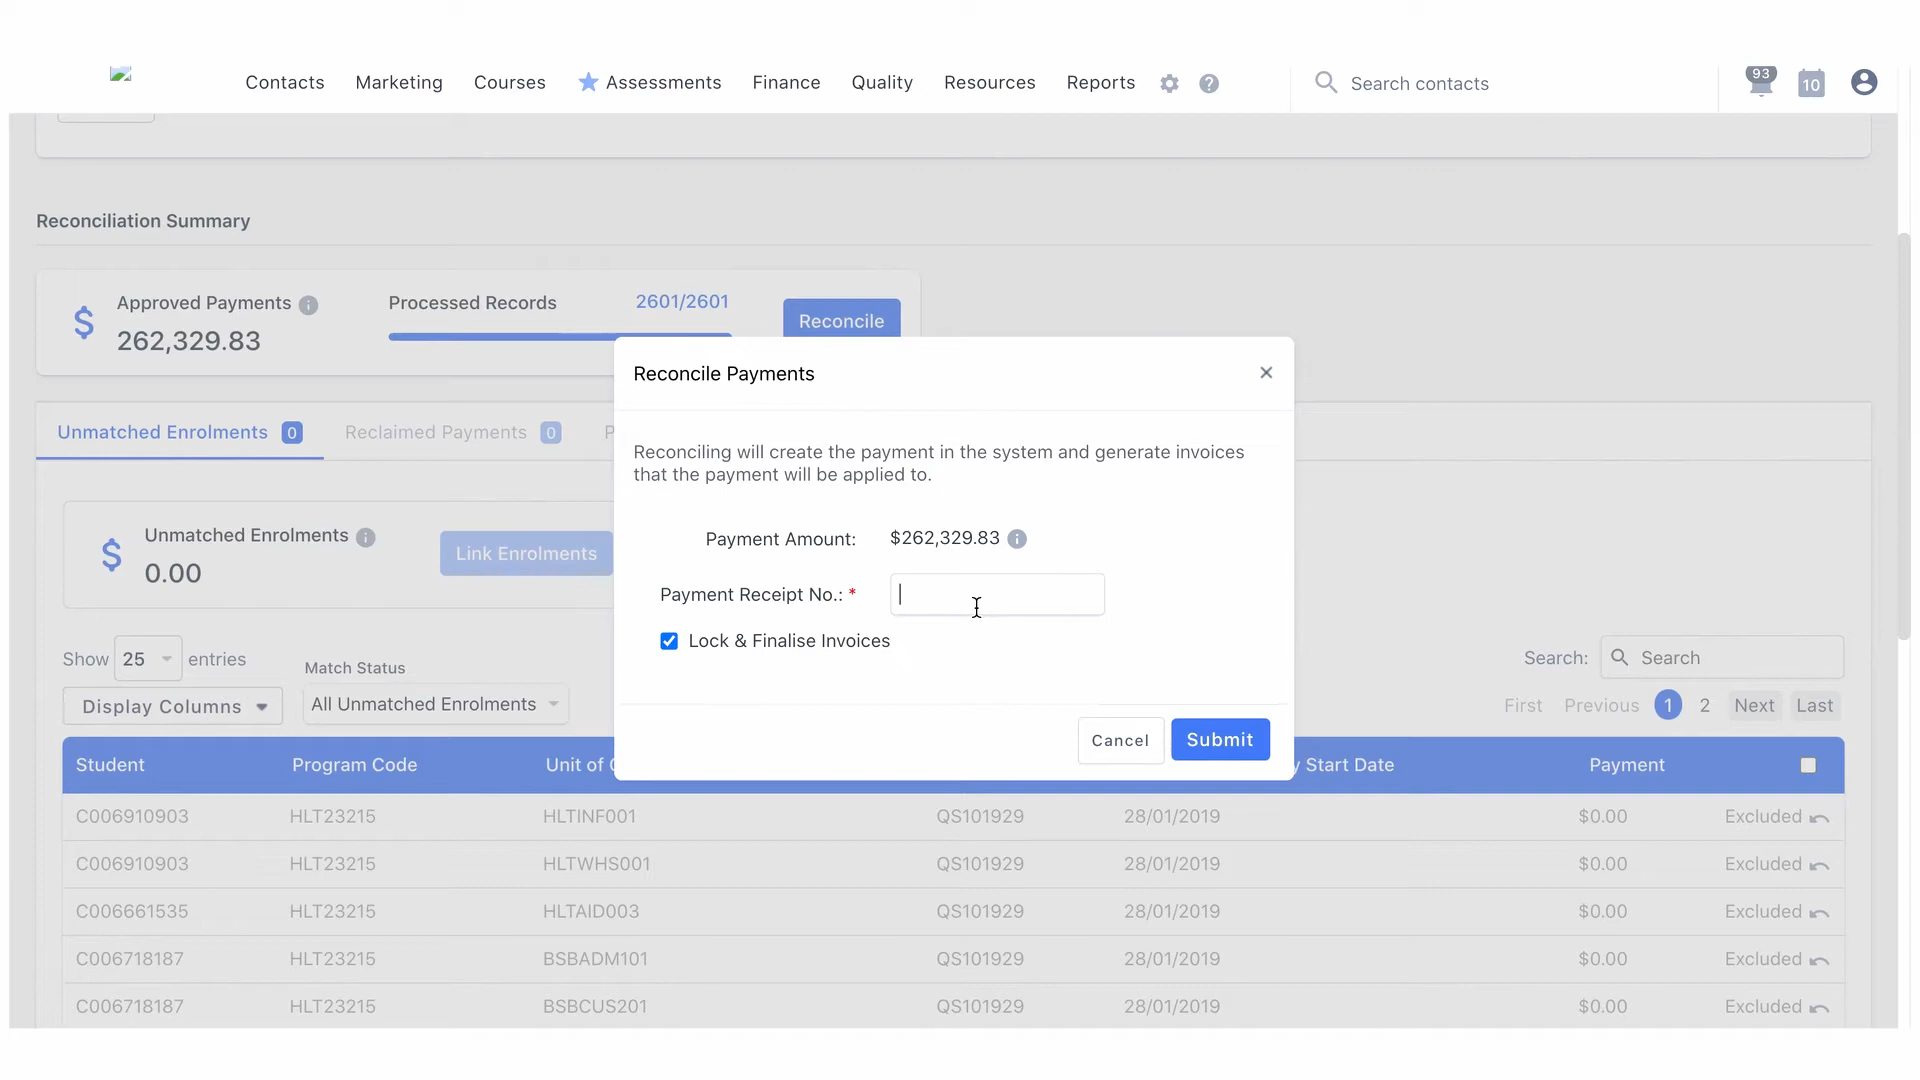 Contacts Marketing Courses Assessments Finance Quality Resources Reports ? Search contacts 93 10
Reconciliation Summary
Approved Payments i Processed Records 2601/2601 Reconcile
262,329.83
Reconcile Payments ×
Reconciling will create the payment in the system and generate invoices
that the payment will be applied to.
Payment Amount: $262,329.83 i
Payment Receipt No.: *
Lock & Finalise Invoices
Cancel Submit
Unmatched Enrolments 0 Reclaimed Payments 0 P
Unmatched Enrolments i Link Enrolments
0.00
Show 25 entries Match Status Search: Search
Display Columns All Unmatched Enrolments First Previous 1 2 Next Last
Student Program Code Unit of y Start Date Payment
C006910903 HLT23215 HLTINF001 QS101929 28/01/2019 $0.00 Excluded
C006910903 HLT23215 HLTWHS001 QS101929 28/01/2019 $0.00 Excluded
C006661535 HLT23215 HLTAID003 QS101929 28/01/2019 $0.00 Excluded
C006718187 HLT23215 BSBADM101 QS101929 28/01/2019 $0.00 Excluded
C006718187 HLT23215 BSBCUS201 QS101929 28/01/2019 $0.00 Excluded